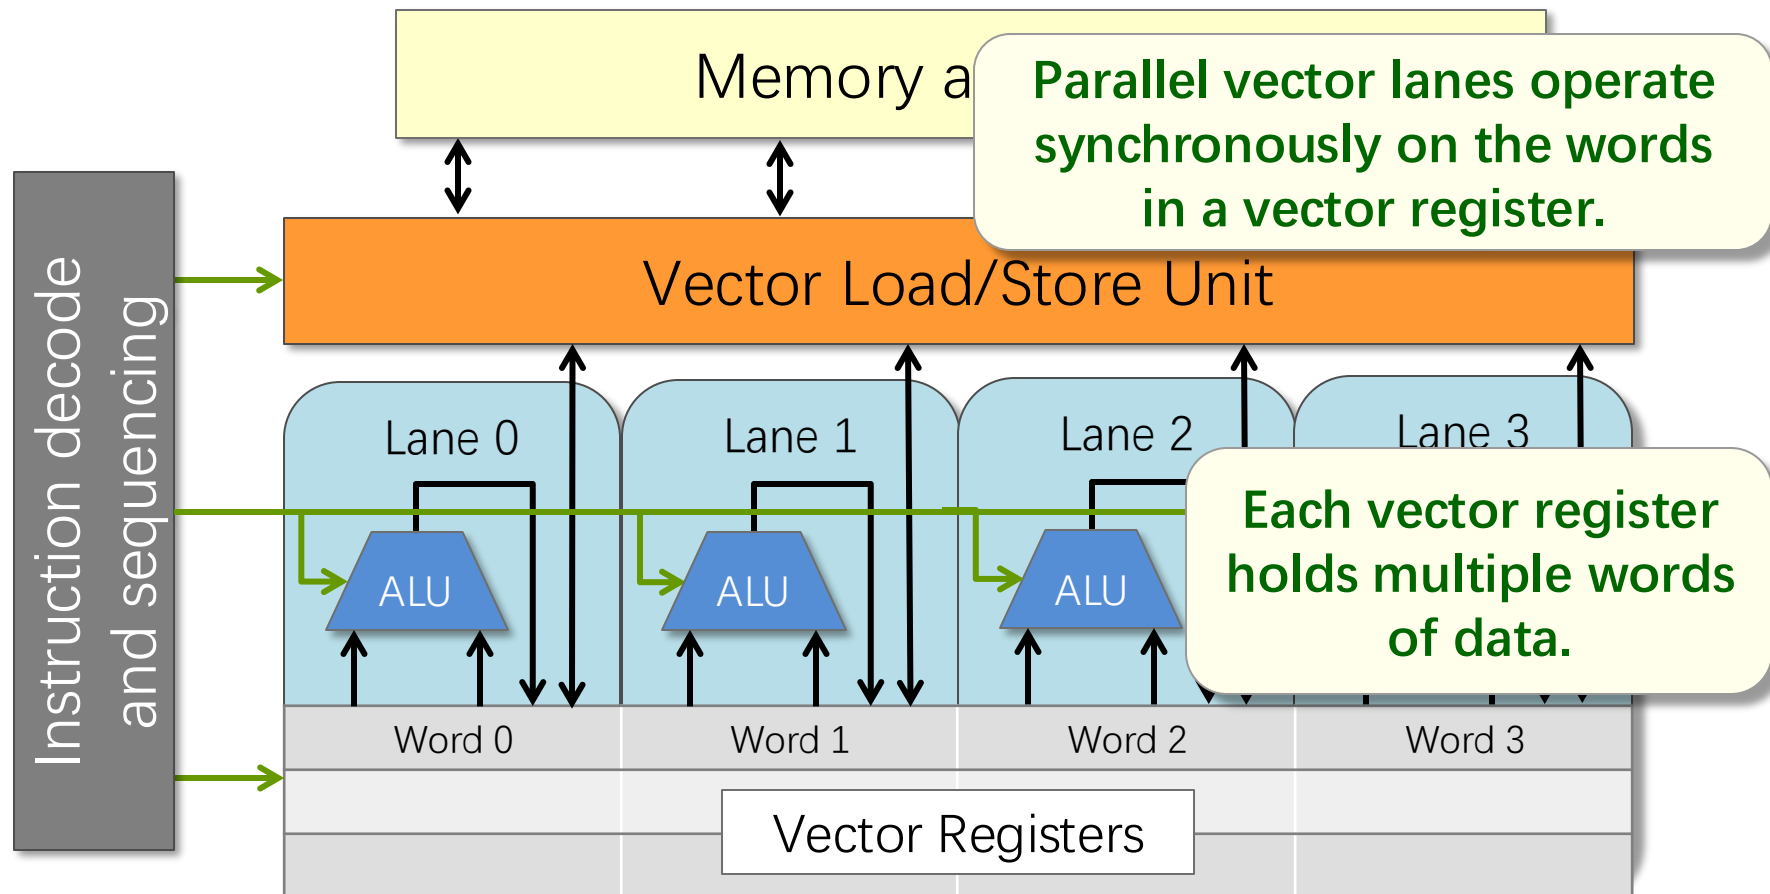 Memory a
Parallel vector lanes operate
synchronously on the words
in a vector register.
Instruction decode
and sequencing
Vector Load/Store Unit
Lane 0
Lane 1
Lane 2
Lane 3
Each vector register
holds multiple words
of data.
ALU
ALU
ALU
Word 0
Word 1
Word 2
Word 3
Vector Registers